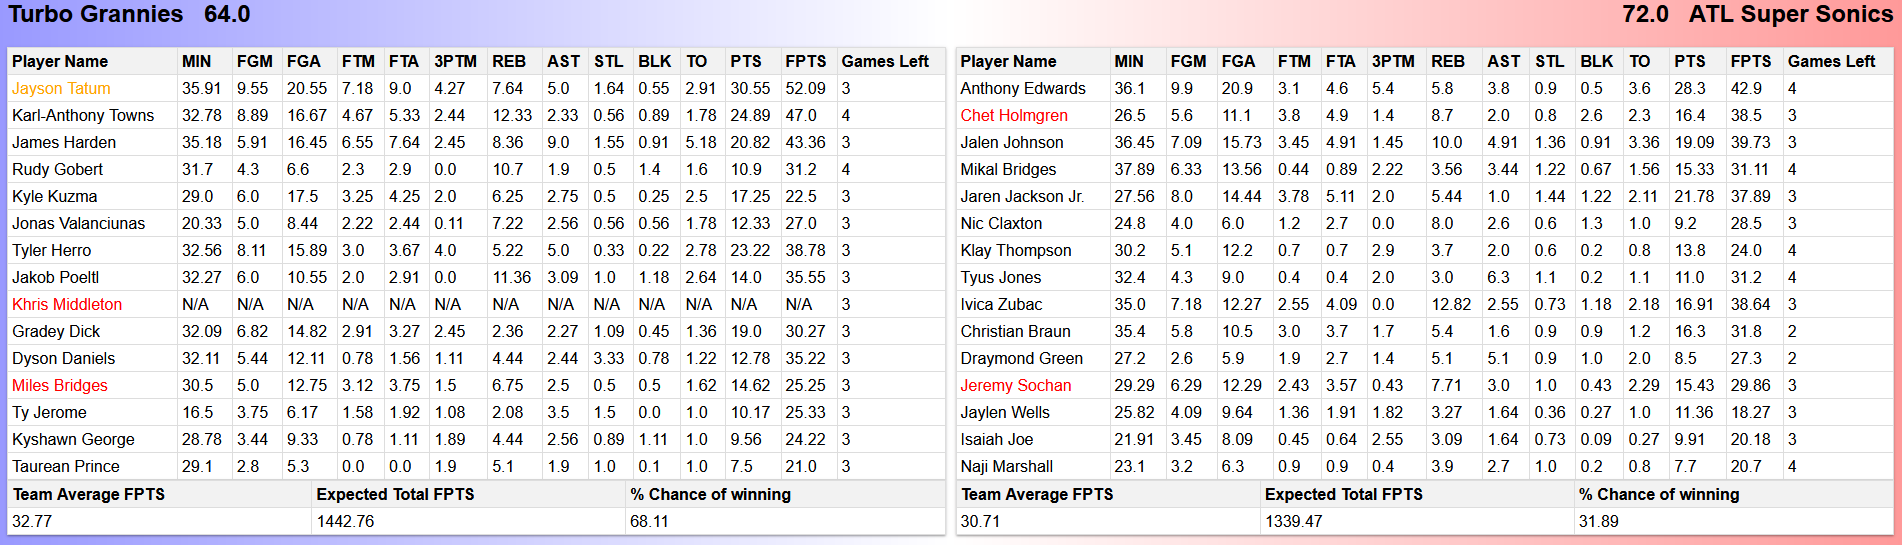 Turbo Grannies 64.0
72.0 ATL Super Sonics
Player Name MIN FGM FGA FTM FTA 3PTM REB AST STL BLK TO PTS FPTS Games Left
Jayson Tatum 35.91 9.55 20.55 7.18 9.0 4.27 7.64 5.0 1.64 0.55 2.91 30.55 52.09 3
Karl-Anthony Towns 32.78 8.89 16.67 4.67 5.33 2.44 12.33 2.33 0.56 0.89 1.78 24.89 47.0 4
James Harden 35.18 5.91 16.45 6.55 7.64 2.45 8.36 9.0 1.55 0.91 5.18 20.82 43.36 3
Rudy Gobert 31.7 4.3 6.6 2.3 2.9 0.0 10.7 1.9 0.5 1.4 1.6 10.9 31.2 4
Kyle Kuzma 29.0 6.0 17.5 3.25 4.25 2.0 6.25 2.75 0.5 0.25 2.5 17.25 22.5 3
Jonas Valanciunas 20.33 5.0 8.44 2.22 2.44 0.11 7.22 2.56 0.56 0.56 1.78 12.33 27.0 3
Tyler Herro 32.56 8.11 15.89 3.0 3.67 4.0 5.22 5.0 0.33 0.22 2.78 23.22 38.78 3
Jakob Poeltl 32.27 6.0 10.55 2.0 2.91 0.0 11.36 3.09 1.0 1.18 2.64 14.0 35.55 3
Khris Middleton N/A N/A N/A N/A N/A N/A N/A N/A N/A N/A N/A N/A N/A 3
Gradey Dick 32.09 6.82 14.82 2.91 3.27 2.45 2.36 2.27 1.09 0.45 1.36 19.0 30.27 3
Dyson Daniels 32.11 5.44 12.11 0.78 1.56 1.11 4.44 2.44 3.33 0.78 1.22 12.78 35.22 3
Miles Bridges 30.5 5.0 12.75 3.12 3.75 1.5 6.75 2.5 0.5 0.5 1.62 14.62 25.25 3
Ty Jerome 16.5 3.75 6.17 1.58 1.92 1.08 2.08 3.5 1.5 0.0 1.0 10.17 25.33 3
Kyshawn George 28.78 3.44 9.33 0.78 1.11 1.89 4.44 2.56 0.89 1.11 1.0 9.56 24.22 3
Taurean Prince 29.1 2.8 5.3 0.0 0.0 1.9 5.1 1.9 1.0 0.1 1.0 7.5 21.0 3
Team Average FPTS Expected Total FPTS % Chance of winning
32.77 1442.76 68.11
Player Name MIN FGM FGA FTM FTA 3PTM REB AST STL BLK TO PTS FPTS Games Left
Anthony Edwards 36.1 9.9 20.9 3.1 4.6 5.4 5.8 3.8 0.9 0.5 3.6 28.3 42.9 4
Chet Holmgren 26.5 5.6 11.1 3.8 4.9 1.4 8.7 2.0 0.8 2.6 2.3 16.4 38.5 3
Jalen Johnson 36.45 7.09 15.73 3.45 4.91 1.45 10.0 4.91 1.36 0.91 3.36 19.09 39.73 3
Mikal Bridges 37.89 6.33 13.56 0.44 0.89 2.22 3.56 3.44 1.22 0.67 1.56 15.33 31.11 4
Jaren Jackson Jr. 27.56 8.0 14.44 3.78 5.11 2.0 5.44 1.0 1.44 1.22 2.11 21.78 37.89 3
Nic Claxton 24.8 4.0 6.0 1.2 2.7 0.0 8.0 2.6 0.6 1.3 1.0 9.2 28.5 3
Klay Thompson 30.2 5.1 12.2 0.7 0.7 2.9 3.7 2.0 0.6 0.2 0.8 13.8 24.0 4
Tyus Jones 32.4 4.3 9.0 0.4 0.4 2.0 3.0 6.3 1.1 0.2 1.1 11.0 31.2 4
Ivica Zubac 35.0 7.18 12.27 2.55 4.09 0.0 12.82 2.55 0.73 1.18 2.18 16.91 38.64 3
Christian Braun 35.4 5.8 10.5 3.0 3.7 1.7 5.4 1.6 0.9 0.9 1.2 16.3 31.8 2
Draymond Green 27.2 2.6 5.9 1.9 2.7 1.4 5.1 5.1 0.9 1.0 2.0 8.5 27.3 2
Jeremy Sochan 29.29 6.29 12.29 2.43 3.57 0.43 7.71 3.0 1.0 0.43 2.29 15.43 29.86 3
Jaylen Wells 25.82 4.09 9.64 1.36 1.91 1.82 3.27 1.64 0.36 0.27 1.0 11.36 18.27 3
Isaiah Joe 21.91 3.45 8.09 0.45 0.64 2.55 3.09 1.64 0.73 0.09 0.27 9.91 20.18 3
Naji Marshall 23.1 3.2 6.3 0.9 0.9 0.4 3.9 2.7 1.0 0.2 0.8 7.7 20.7 4
Team Average FPTS Expected Total FPTS % Chance of winning
30.71 1339.47 31.89